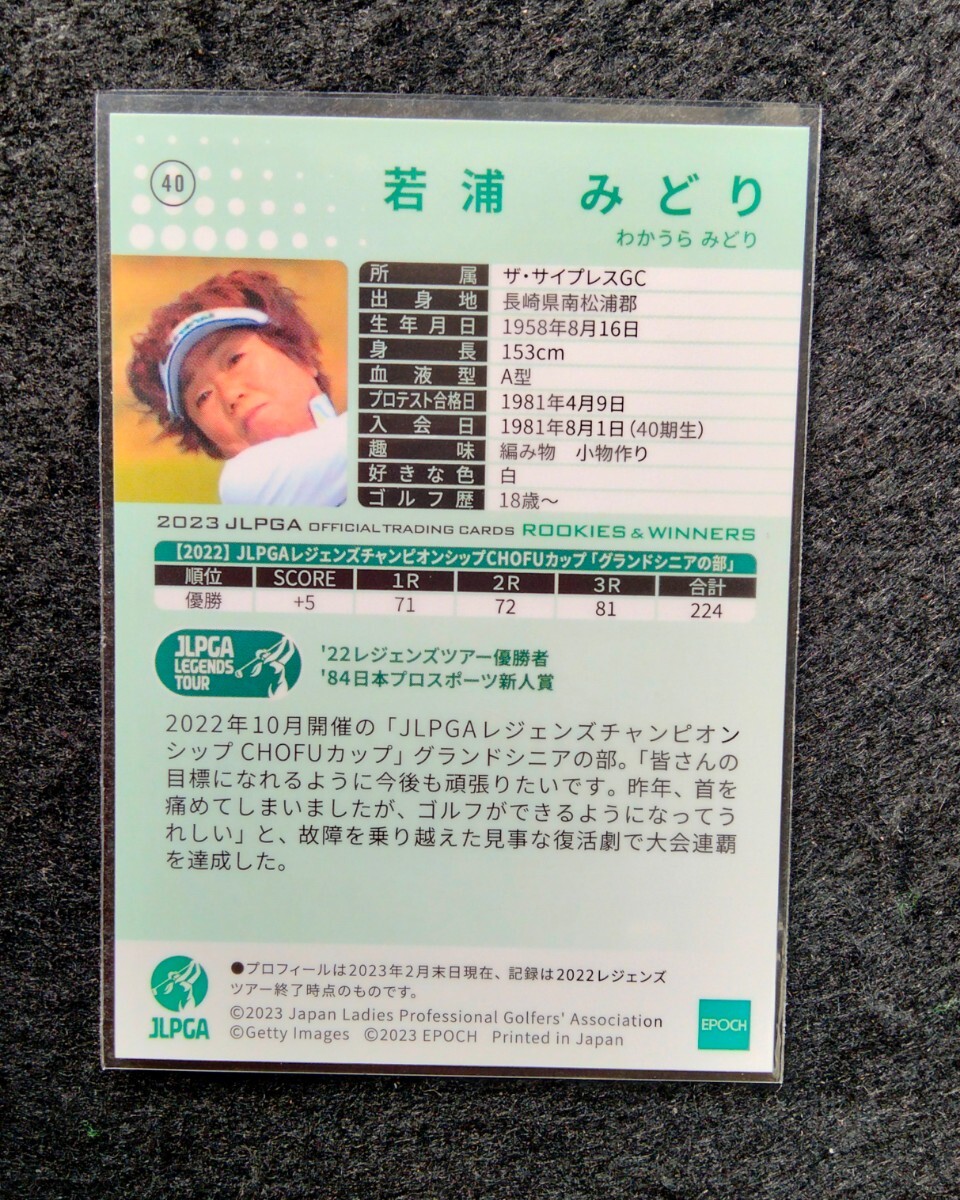 40
若浦 みどり
わかうら みどり
所属 ザ・サイプレスGC
出身地 長崎県南松浦郡
生年月日 1958年8月16日
身長 153cm
血液型 A型
プロテスト合格日 1981年4月9日
入会日 1981年8月1日(40期生)
趣味 編み物 小物作り
好きな色 白
ゴルフ歴 18歳～
2023 JLPGA OFFICIAL TRADING CARDS ROOKIES & WINNERS
【2022】JLPGAレジェンズチャンピオンシップCHOFUカップ「グランドシニアの部」
順位 SCORE 1R 2R 3R 合計
優勝 +5 71 72 81 224
JLPGA
LEGENDS
TOUR
'22レジェンズツアー優勝者
'84日本プロスポーツ新人賞
2022年10月開催の「JLPGAレジェンズチャンピオン
シップ CHOFUカップ」グランドシニアの部。「皆さんの
目標になれるように今後も頑張りたいです。昨年、首を
痛めてしまいましたが、ゴルフができるようになってう
れしい」と、故障を乗り越えた見事な復活劇で大会連覇
を達成した。
JLPGA
●プロフィールは2023年2月末日現在、記録は2022レジェンズ
ツアー終了時点のものです。
©2023 Japan Ladies Professional Golfers' Association
©Getty Images ©2023 EPOCH Printed in Japan
EPOCH